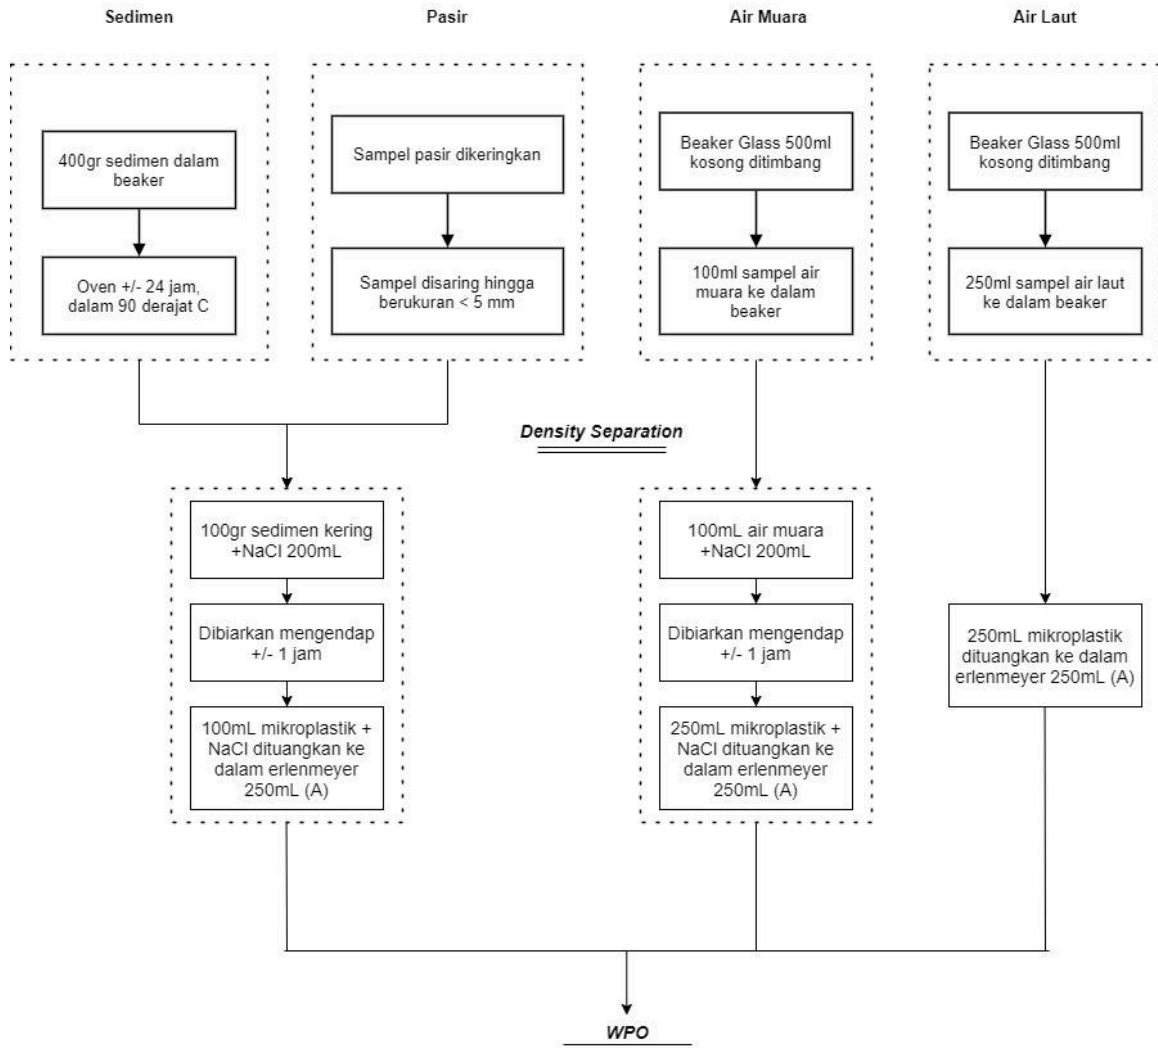 Sedimen
Pasir
Air Muara
Air Laut
400gr sedimen dalam
beaker
Oven +/- 24 jam,
dalam 90 derajat C
Sampel pasir dikeringkan
Sampel disaring hingga
berukuran < 5 mm
Beaker Glass 500ml
kosong ditimbang
100ml sampel air
muara ke dalam
beaker
Beaker Glass 500ml
kosong ditimbang
250ml sampel air laut
ke dalam beaker
Density Separation
100gr sedimen kering
+NaCl 200mL
Dibiarkan mengendap
+/- 1 jam
100mL mikroplastik +
NaCl dituangkan ke
dalam erlenmeyer
250mL (A)
100mL air muara
+NaCl 200mL
Dibiarkan mengendap
+/- 1 jam
250mL mikroplastik +
NaCl dituangkan ke
dalam erlenmeyer
250mL (A)
250mL mikroplastik
dituangkan ke dalam
erlenmeyer 250mL (A)
WPO